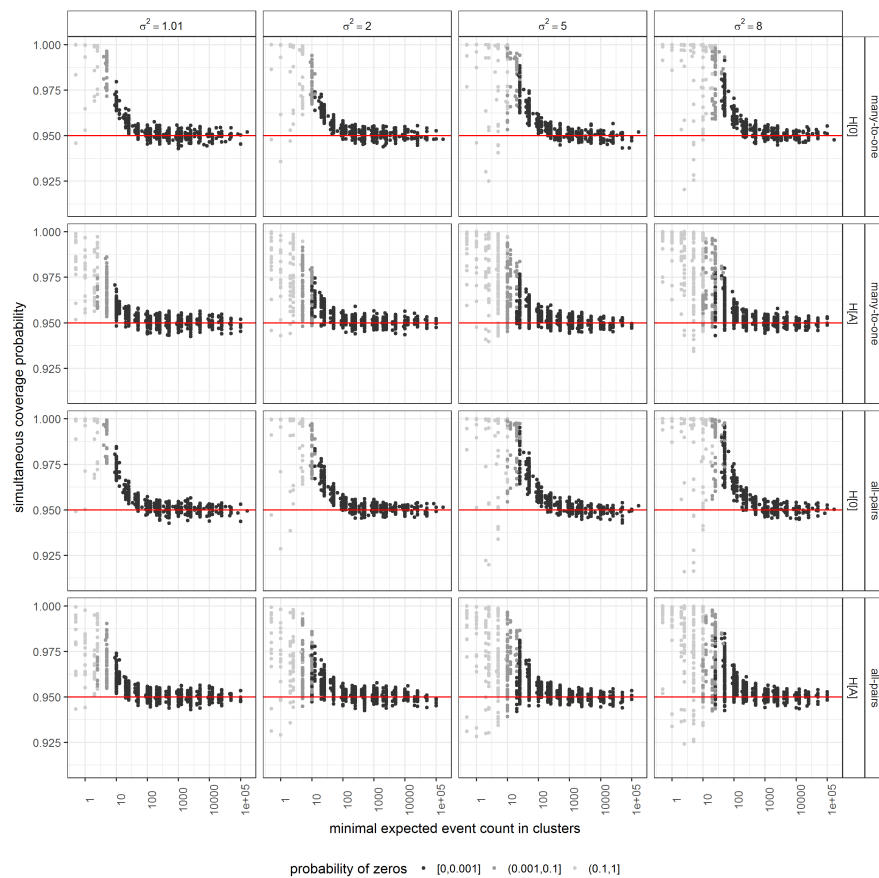 σ² = 1.01 σ² = 2 σ² = 5 σ² = 8
1.000
0.975
0.950
0.925
H[0]
many-to-one
1.000
0.975
0.950
0.925
H[A]
many-to-one
1.000
0.975
0.950
0.925
H[0]
all-pairs
1.000
0.975
0.950
0.925
H[A]
all-pairs
simultaneous coverage probability
1 10 100 1000 10000 1e+05 1 10 100 1000 10000 1e+05 1 10 100 1000 10000 1e+05 1 10 100 1000 10000 1e+05
minimal expected event count in clusters
probability of zeros [0,0.001] (0.001,0.1] (0.1,1]